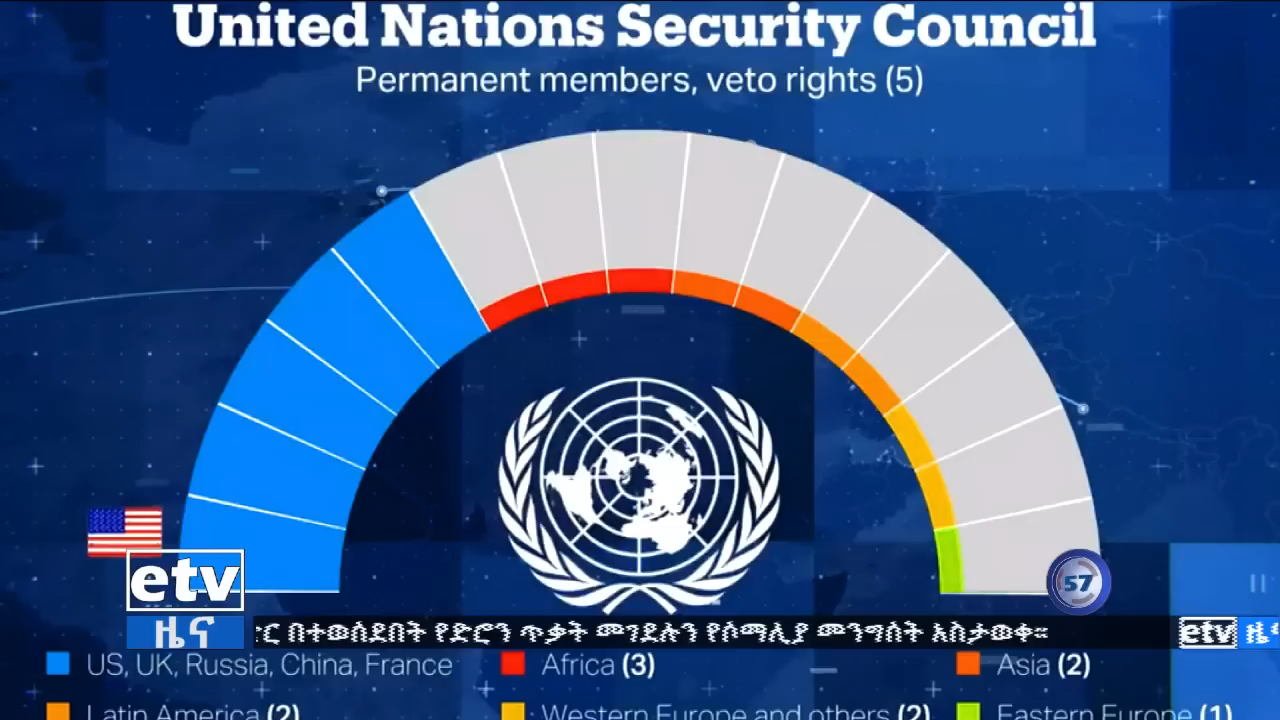 United Nations Security Council
Permanent members, veto rights (5)
etv
57
ዜና
በተወሰደበት የድሮን ጥቃት መገደሉን የሶማሊያ መንግስት አስታወቀ።
etv
US, UK, Russia, China, France
Africa (3)
Asia (2)
Latin America (2)
Western Europe and others (2)
Eastern Europe (1)